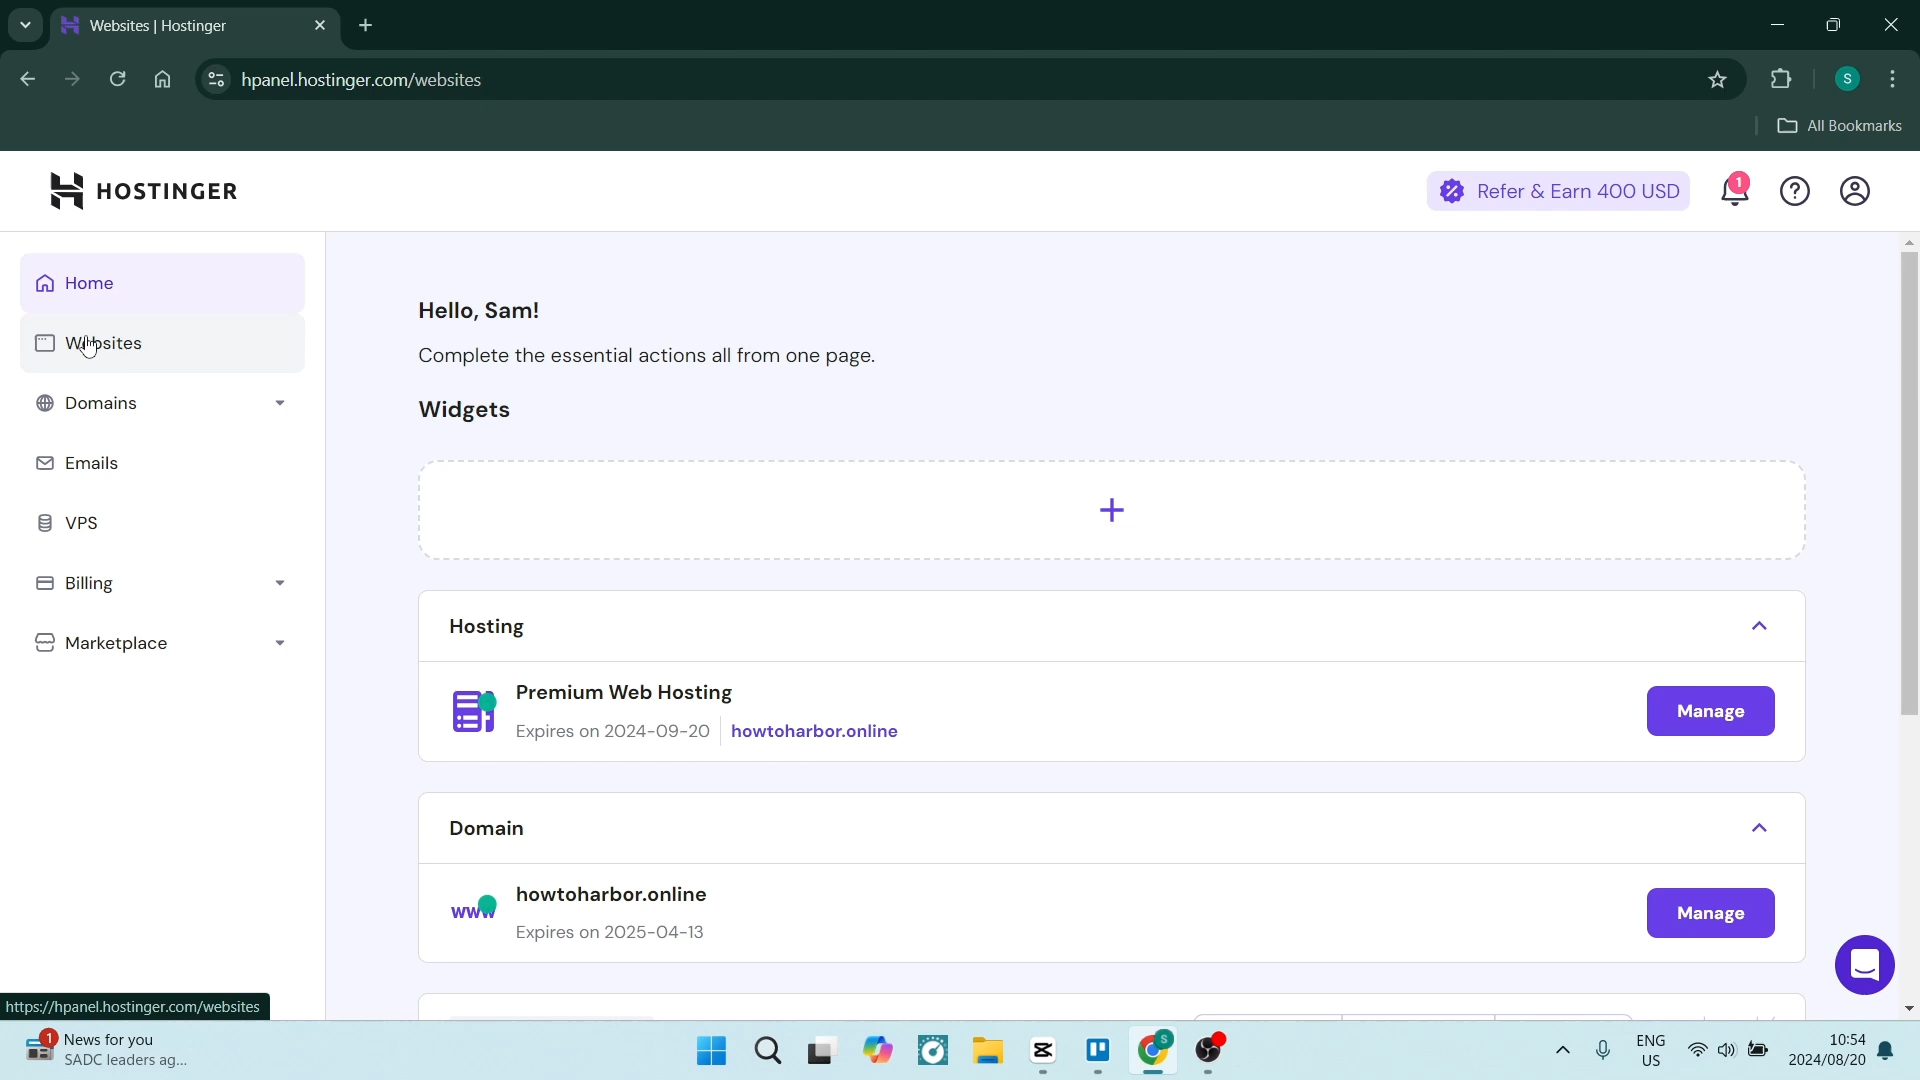 Websites | Hostinger
hpanel.hostinger.com/websites
S
All Bookmarks
HOSTINGER
Refer & Earn 400 USD
1
Home
Websites
Domains
Emails
VPS
Billing
Marketplace
Hello, Sam!
Complete the essential actions all from one page.
Widgets
Hosting
Premium Web Hosting
Expires on 2024-09-20
howtoharbor.online
Manage
Domain
www
howtoharbor.online
Expires on 2025-04-13
Manage
https://hpanel.hostinger.com/websites
1
News for you
SADC leaders ag...
S
ENG
US
10:54
2024/08/20